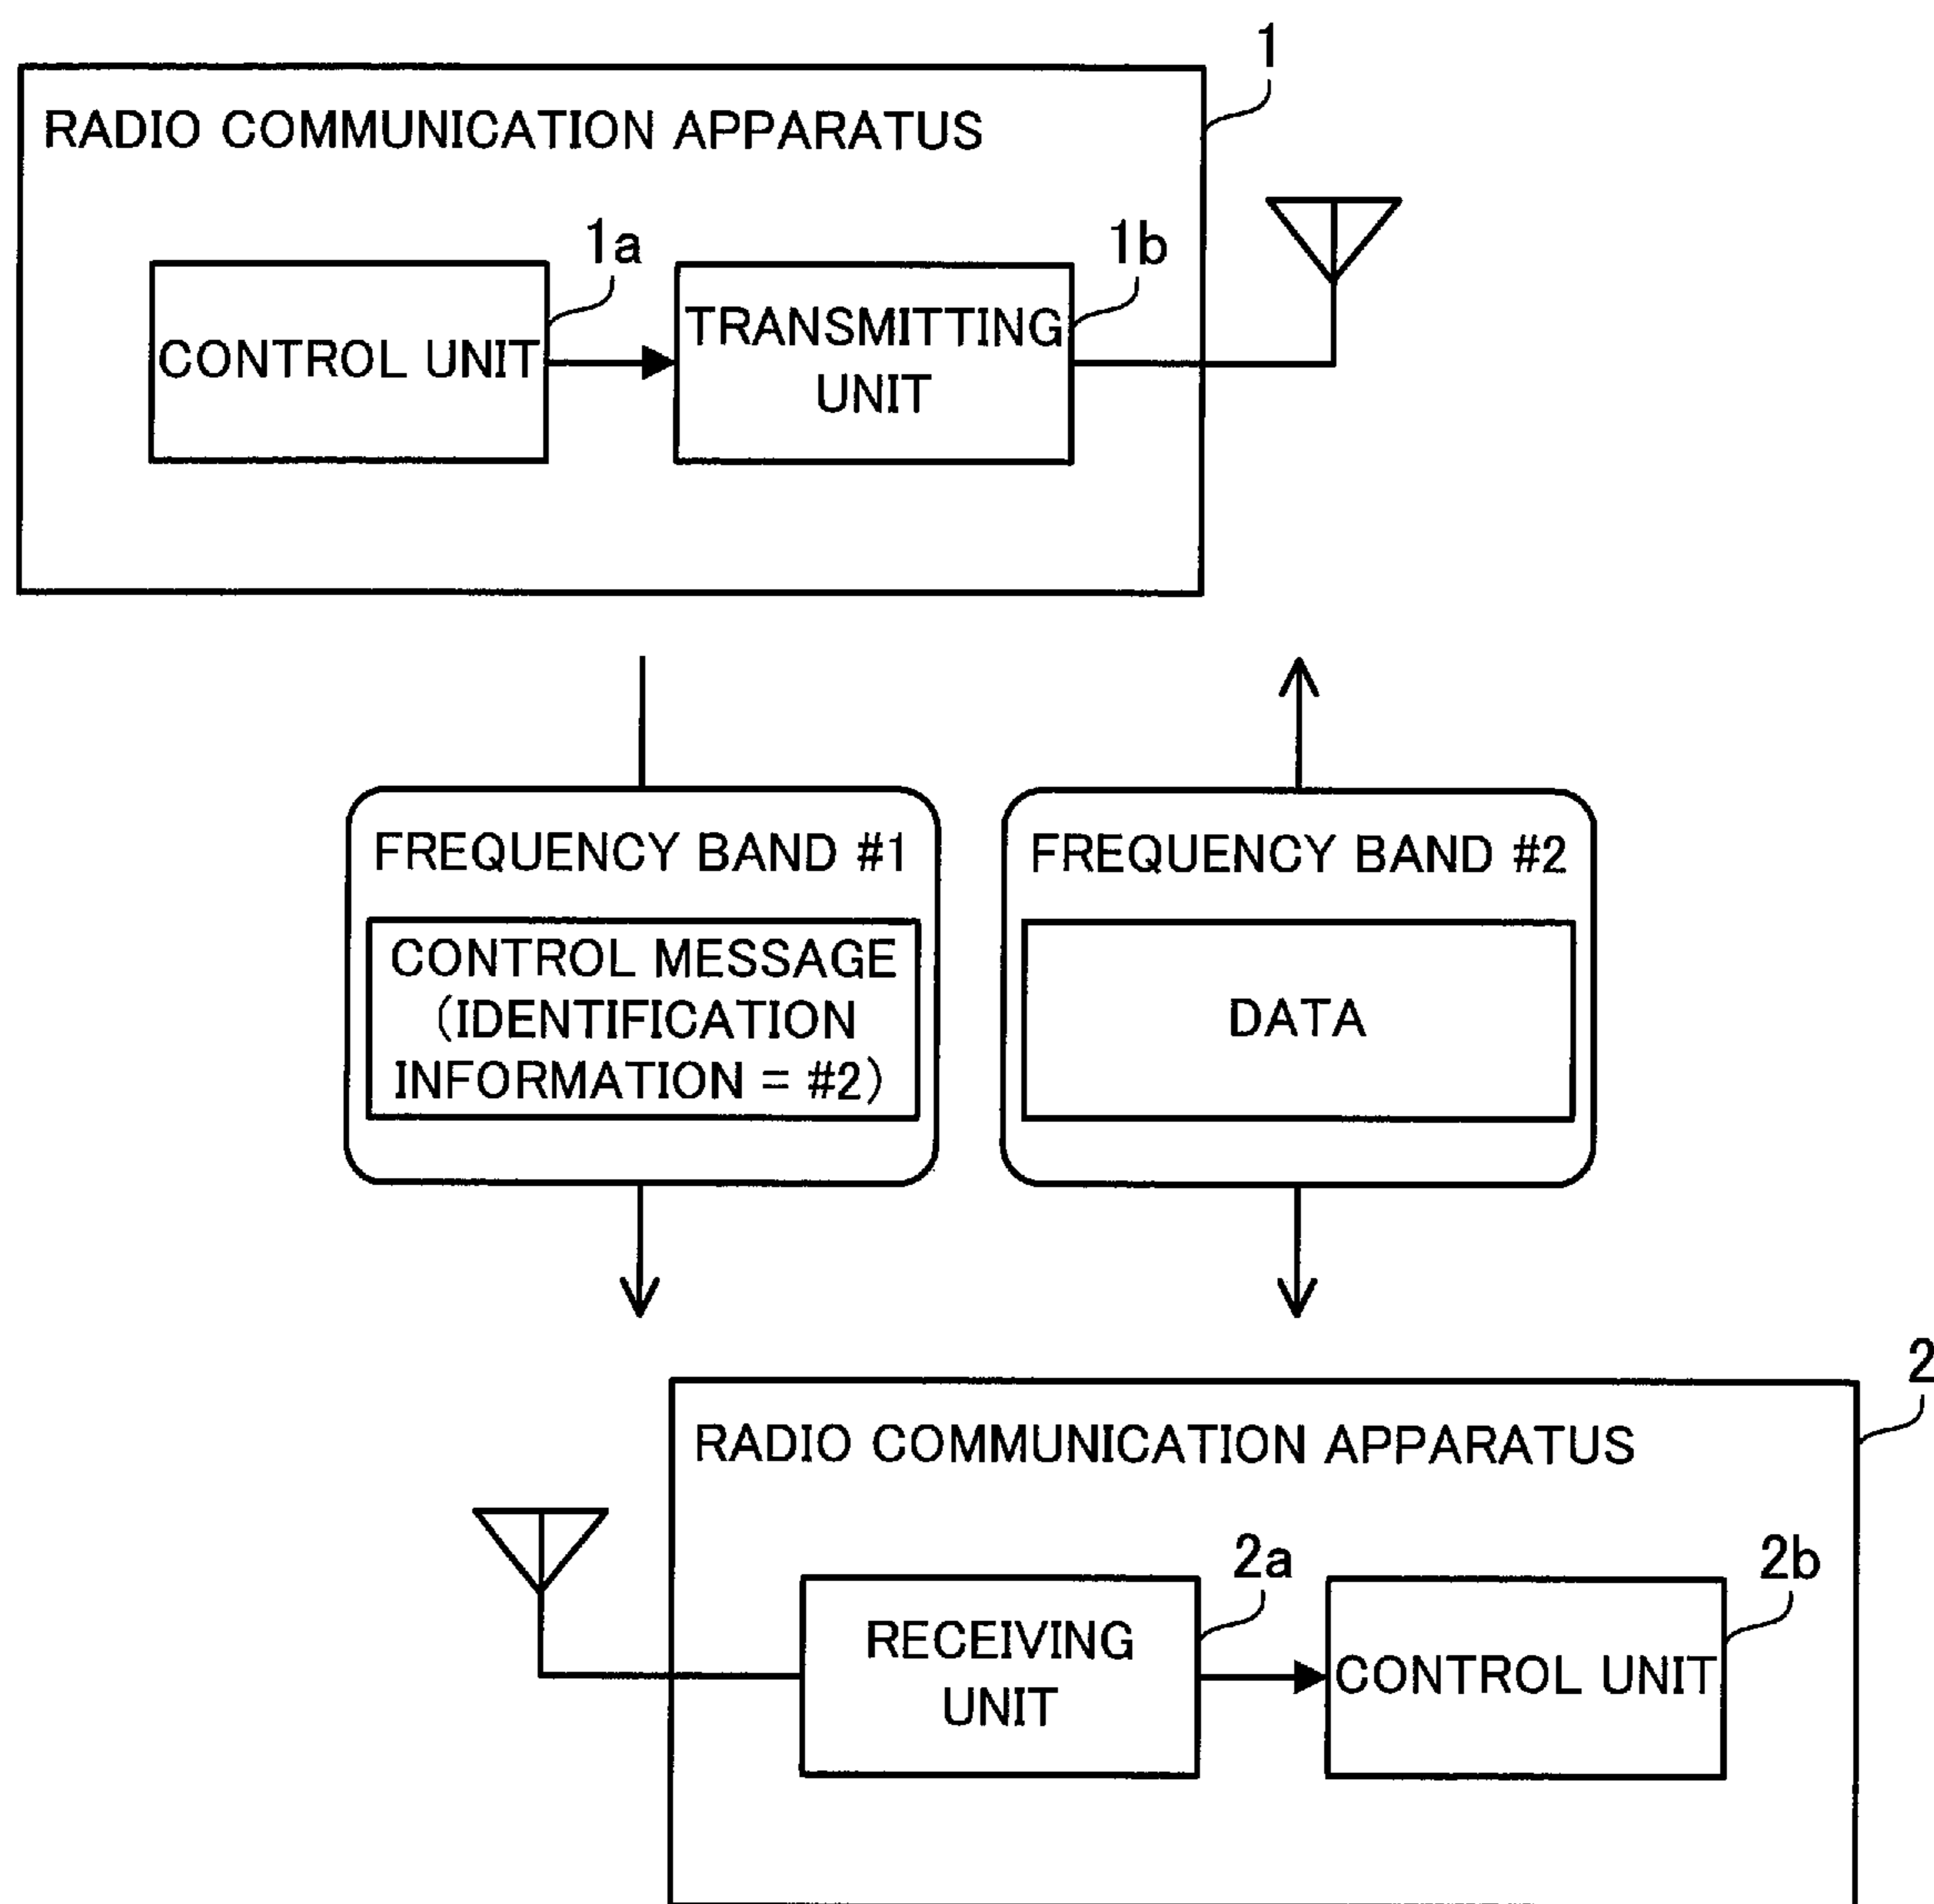 1
RADIO COMMUNICATION APPARATUS
1a
1b
CONTROL UNIT
TRANSMITTING
UNIT
FREQUENCY BAND #1
CONTROL MESSAGE
(IDENTIFICATION
INFORMATION = #2)
FREQUENCY BAND #2
DATA
2
RADIO COMMUNICATION APPARATUS
2a
2b
RECEIVING
UNIT
CONTROL UNIT